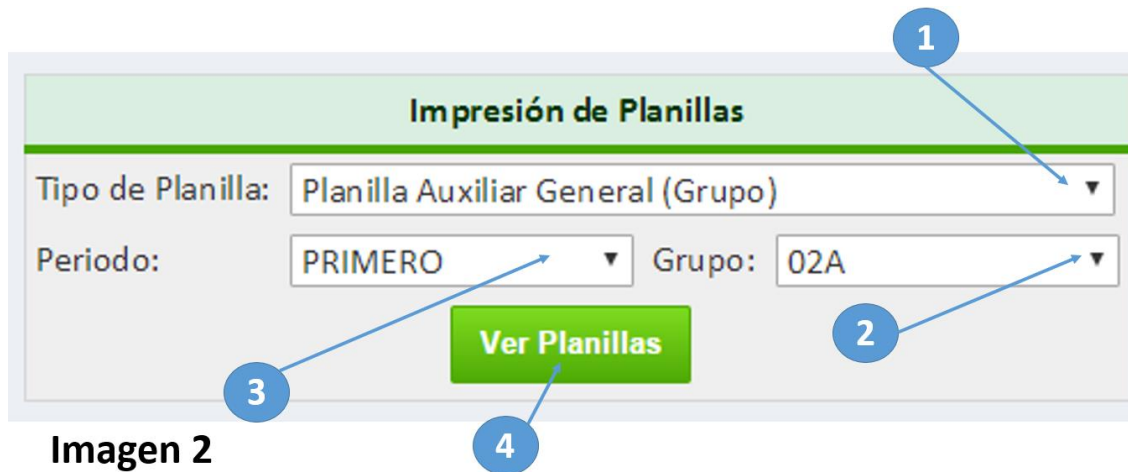 1
Impresión de Planillas
Tipo de Planilla: Planilla Auxiliar General (Grupo)
Periodo: PRIMERO Grupo: 02A
Ver Planillas
2
3
4
Imagen 2